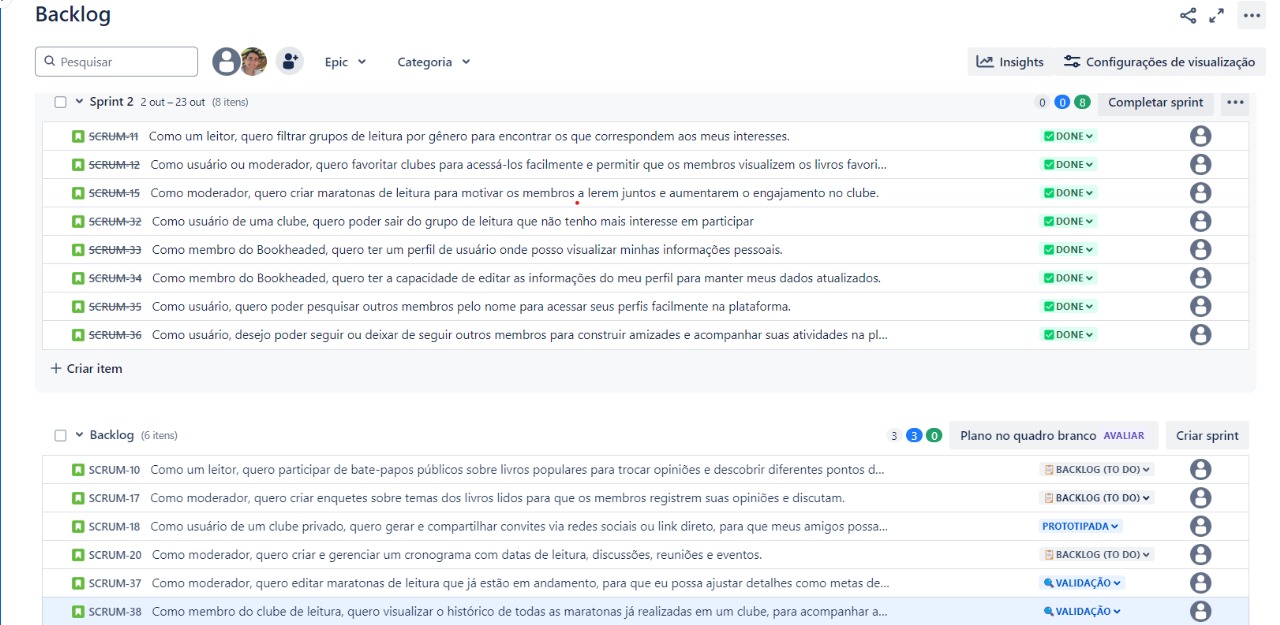 Backlog
Pesquisar
Epic
Categoria
Insights
Configurações de visualização
Sprint 2 2 out – 23 out (8 itens) 0 0 8 Completar sprint
SCRUM-11 Como um leitor, quero filtrar grupos de leitura por gênero para encontrar os que correspondem aos meus interesses. DONE
SCRUM-12 Como usuário ou moderador, quero favoritar clubes para acessá-los facilmente e permitir que os membros visualizem os livros favori... DONE
SCRUM-15 Como moderador, quero criar maratonas de leitura para motivar os membros a lerem juntos e aumentarem o engajamento no clube. DONE
SCRUM-32 Como usuário de uma clube, quero poder sair do grupo de leitura que não tenho mais interesse em participar DONE
SCRUM-33 Como membro do Bookheaded, quero ter um perfil de usuário onde posso visualizar minhas informações pessoais. DONE
SCRUM-34 Como membro do Bookheaded, quero ter a capacidade de editar as informações do meu perfil para manter meus dados atualizados. DONE
SCRUM-35 Como usuário, quero poder pesquisar outros membros pelo nome para acessar seus perfis facilmente na plataforma. DONE
SCRUM-36 Como usuário, desejo poder seguir ou deixar de seguir outros membros para construir amizades e acompanhar suas atividades na pl... DONE
+ Criar item
Backlog (6 itens) 3 3 0 Plano no quadro branco AVALIAR Criar sprint
SCRUM-10 Como um leitor, quero participar de bate-papos públicos sobre livros populares para trocar opiniões e descobrir diferentes pontos d... BACKLOG (TO DO)
SCRUM-17 Como moderador, quero criar enquetes sobre temas dos livros lidos para que os membros registrem suas opiniões e discutam. BACKLOG (TO DO)
SCRUM-18 Como usuário de um clube privado, quero gerar e compartilhar convites via redes sociais ou link direto, para que meus amigos possa... PROTOTIPADA
SCRUM-20 Como moderador, quero criar e gerenciar um cronograma com datas de leitura, discussões, reuniões e eventos. BACKLOG (TO DO)
SCRUM-37 Como moderador, quero editar maratonas de leitura que já estão em andamento, para que eu possa ajustar detalhes como metas de... VALIDAÇÃO
SCRUM-38 Como membro do clube de leitura, quero visualizar o histórico de todas as maratonas já realizadas em um clube, para acompanhar a... VALIDAÇÃO